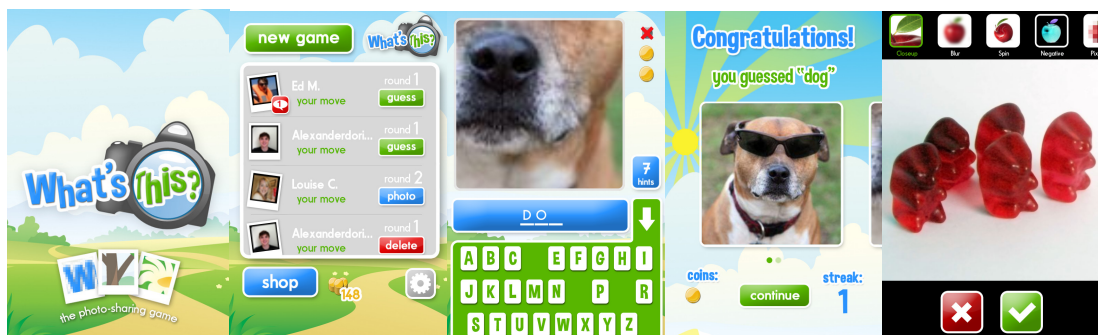 What's This?
W
the photo-sharing game
new game
What's This?
Ed M.
round 1
your move
guess
1
Alexanderdori...
round 1
your move
guess
Louise C.
round 2
your move
photo
Alexanderdori...
round 1
your move
delete
shop
148
7
hints
D O _
A B C E F G H I
J K L M N P R
S T U V W X Y Z
Congratulations!
you guessed "dog"
coins:
streak:
1
continue
Closeup
Blur
Spin
Negative